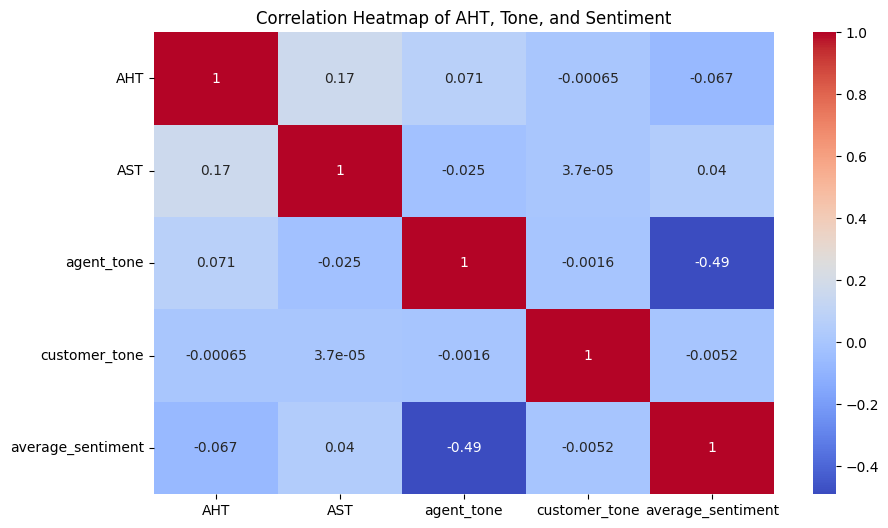 Correlation Heatmap of AHT, Tone, and Sentiment
AHT 1 0.17 0.071 -0.00065 -0.067
AST 0.17 1 -0.025 3.7e-05 0.04
agent_tone 0.071 -0.025 1 -0.0016 -0.49
customer_tone -0.00065 3.7e-05 -0.0016 1 -0.0052
average_sentiment -0.067 0.04 -0.49 -0.0052 1
AHT AST agent_tone customer_tone average_sentiment
1.0
0.8
0.6
0.4
0.2
0.0
−0.2
−0.4